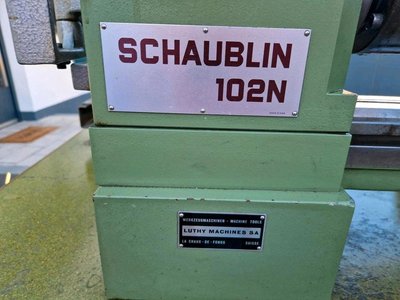 SCHAUBLIN
102N
WERKZEUGMASCHINEN - MACHINE TOOLS
LUTHY MACHINES SA
LA CHAUX-DE-FONDS SUISSE